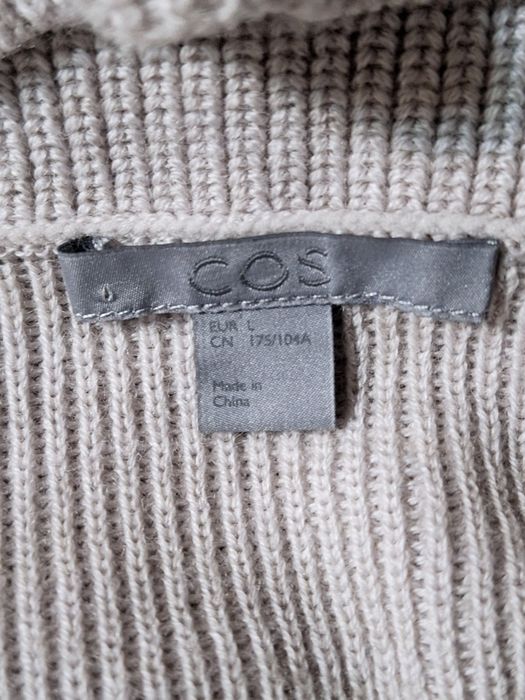 COS
EUR L
CN 175/104A
Made in
China